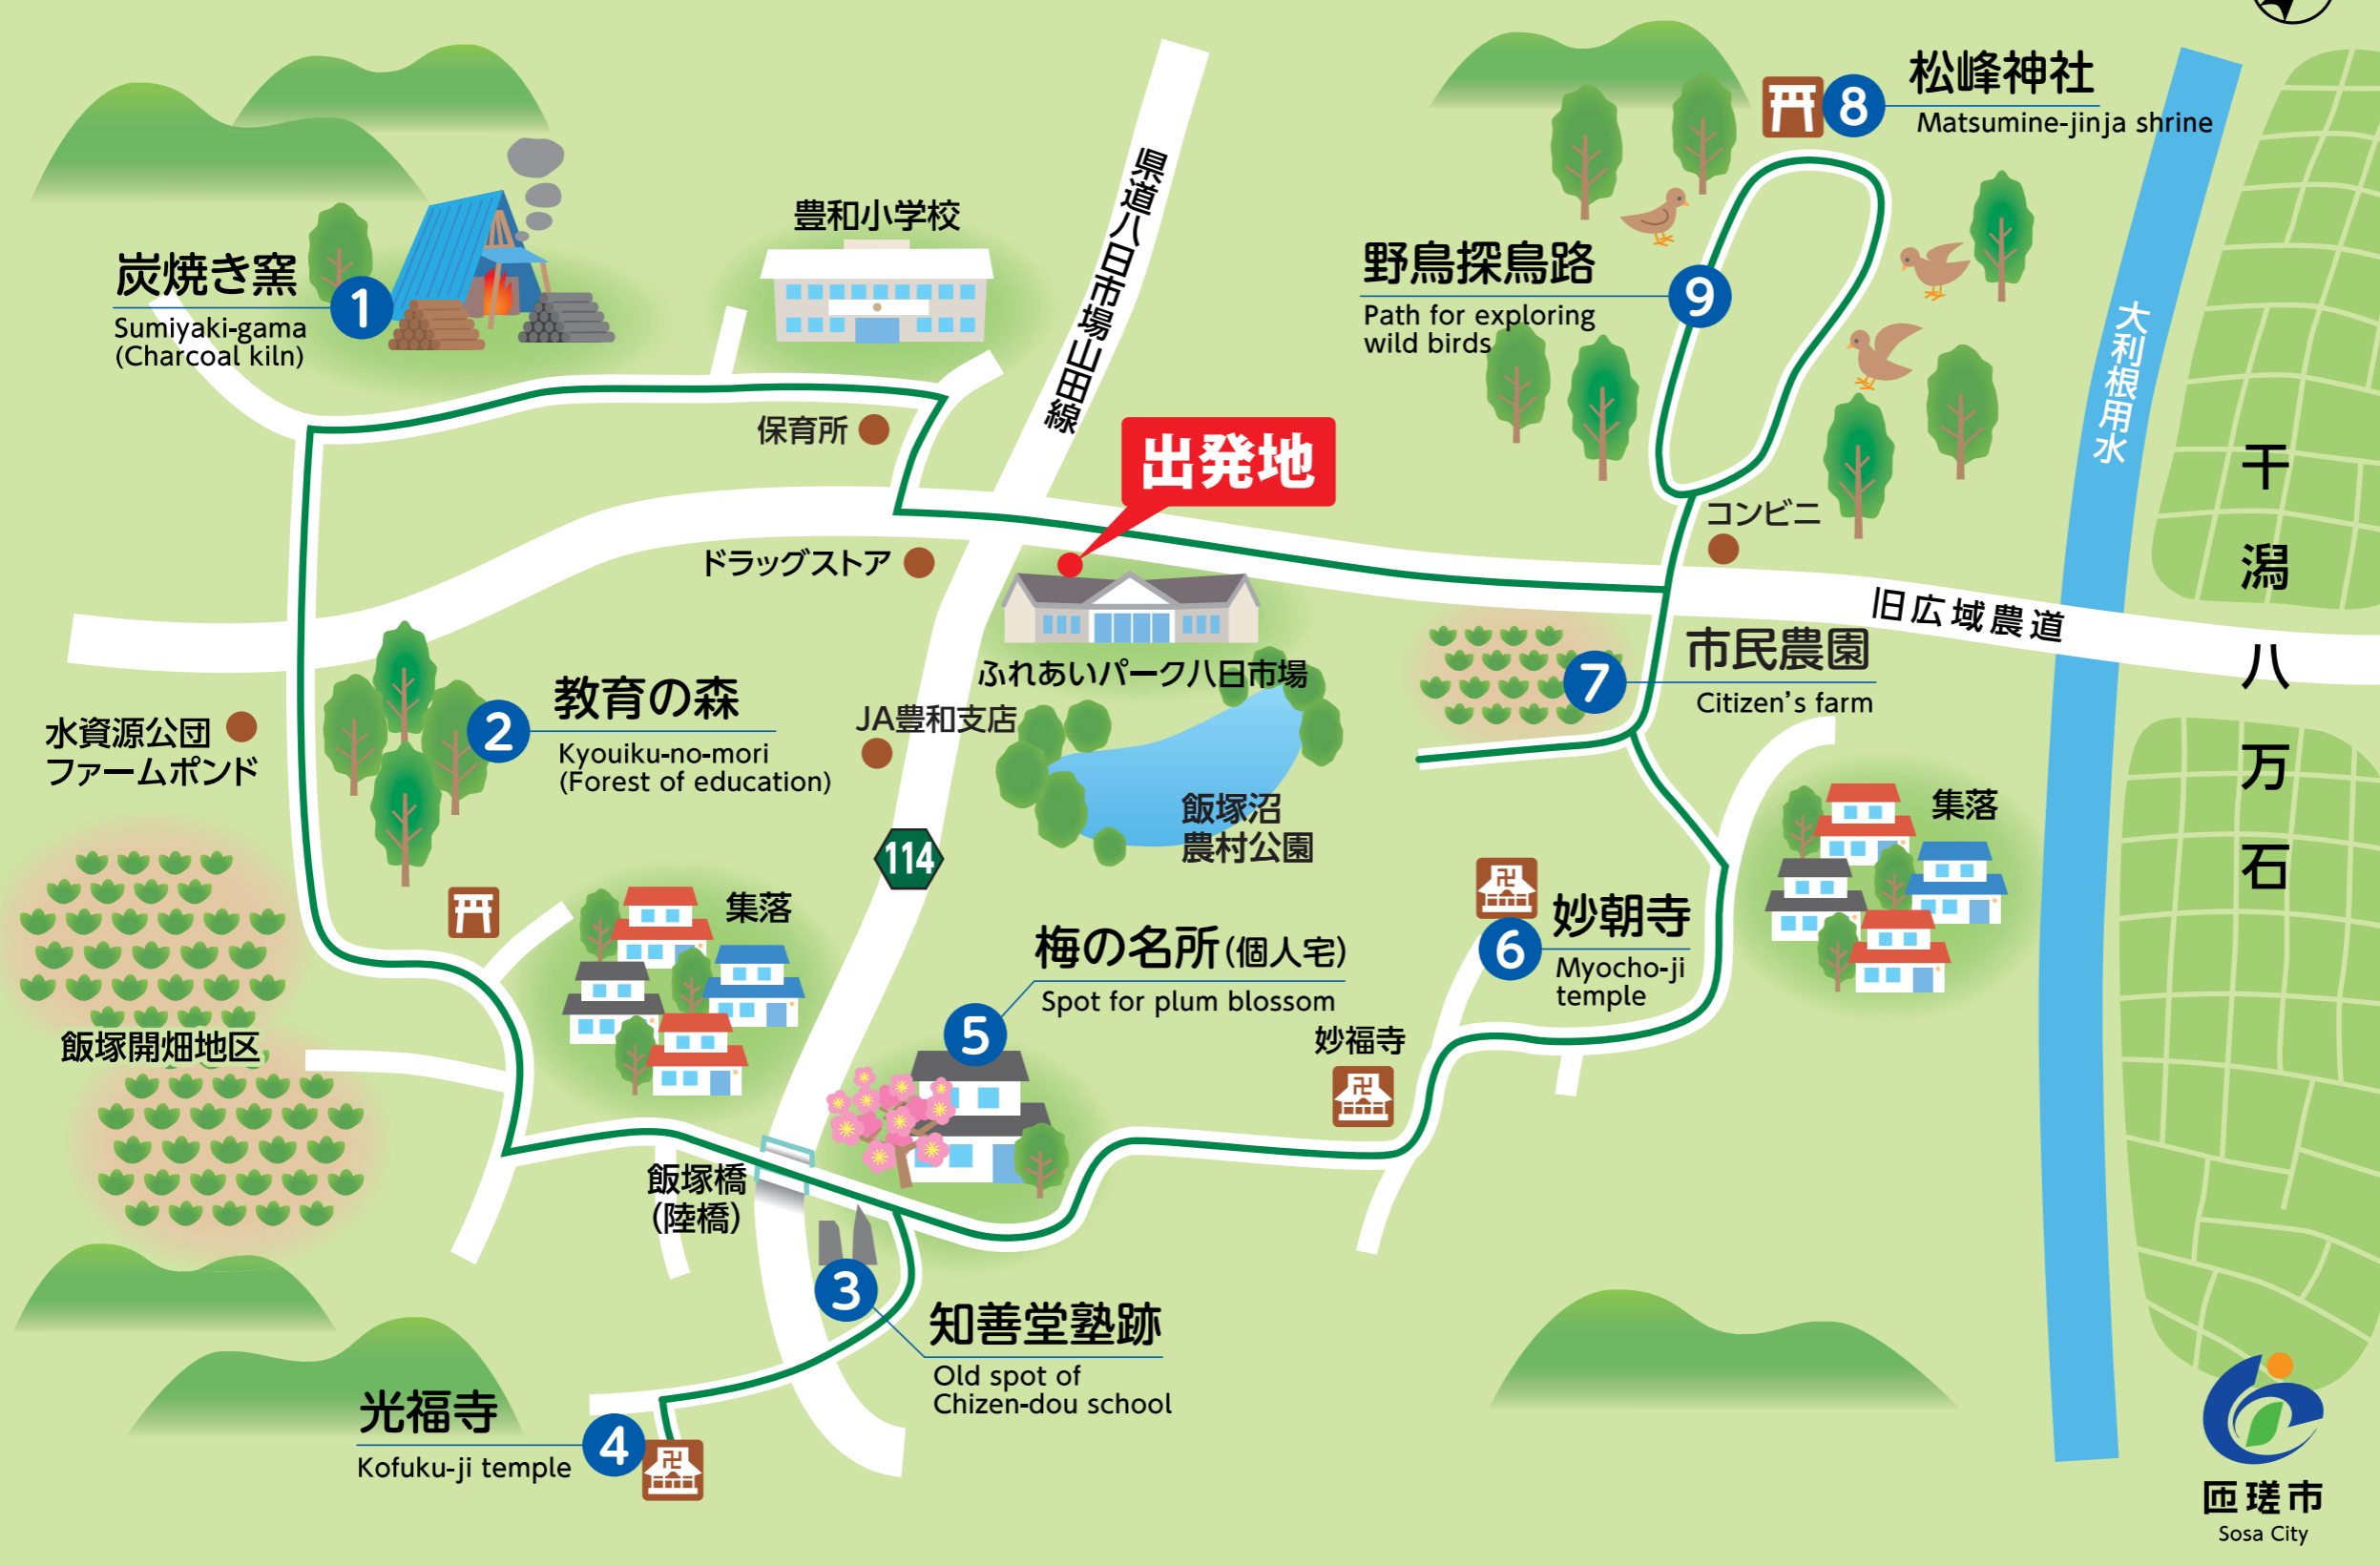 松峰神社
8
Matsumine-jinja shrine
豊和小学校
県道八日市場山田線
炭焼き窯
1
Sumiyaki-gama
(Charcoal kiln)
野鳥探鳥路
9
Path for exploring
wild birds
大利根用水
保育所
出発地
コンビニ
ドラッグストア
旧広域農道
干潟八万石
ふれあいパーク八日市場
市民農園
7
Citizen's farm
教育の森
2
Kyouiku-no-mori
(Forest of education)
水資源公団
ファームポンド
JA豊和支店
飯塚沼
農村公園
集落
114
集落
妙朝寺
6
Myocho-ji
temple
梅の名所(個人宅)
5
Spot for plum blossom
妙福寺
飯塚開畑地区
飯塚橋
(陸橋)
3
知善堂塾跡
Old spot of
Chizen-dou school
光福寺
4
Kofuku-ji temple
匝瑳市
Sosa City